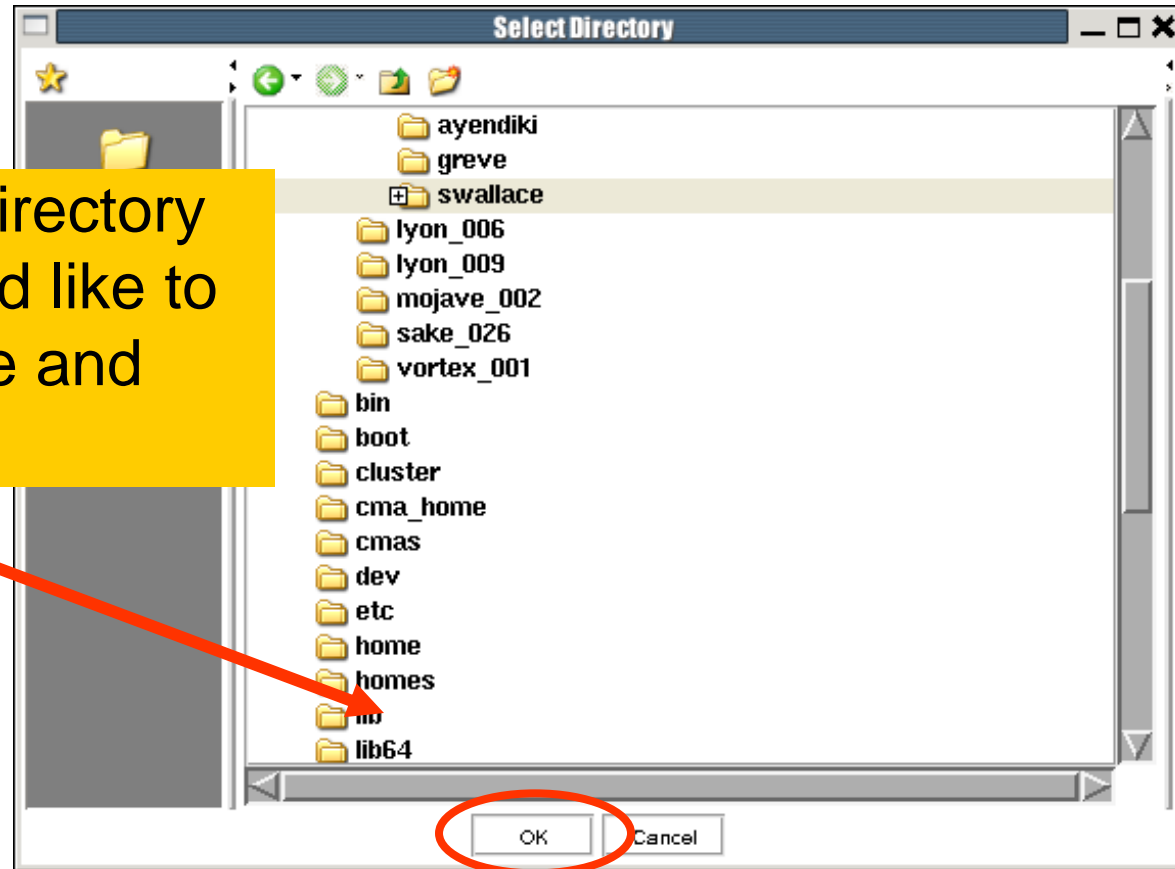 Select Directory
irectory
d like to
e and
ayendiki
greve
swallace
lyon_006
lyon_009
mojave_002
sake_026
vortex_001
bin
boot
cluster
cma_home
cmas
dev
etc
home
homes
lib
lib64
OK
Cancel